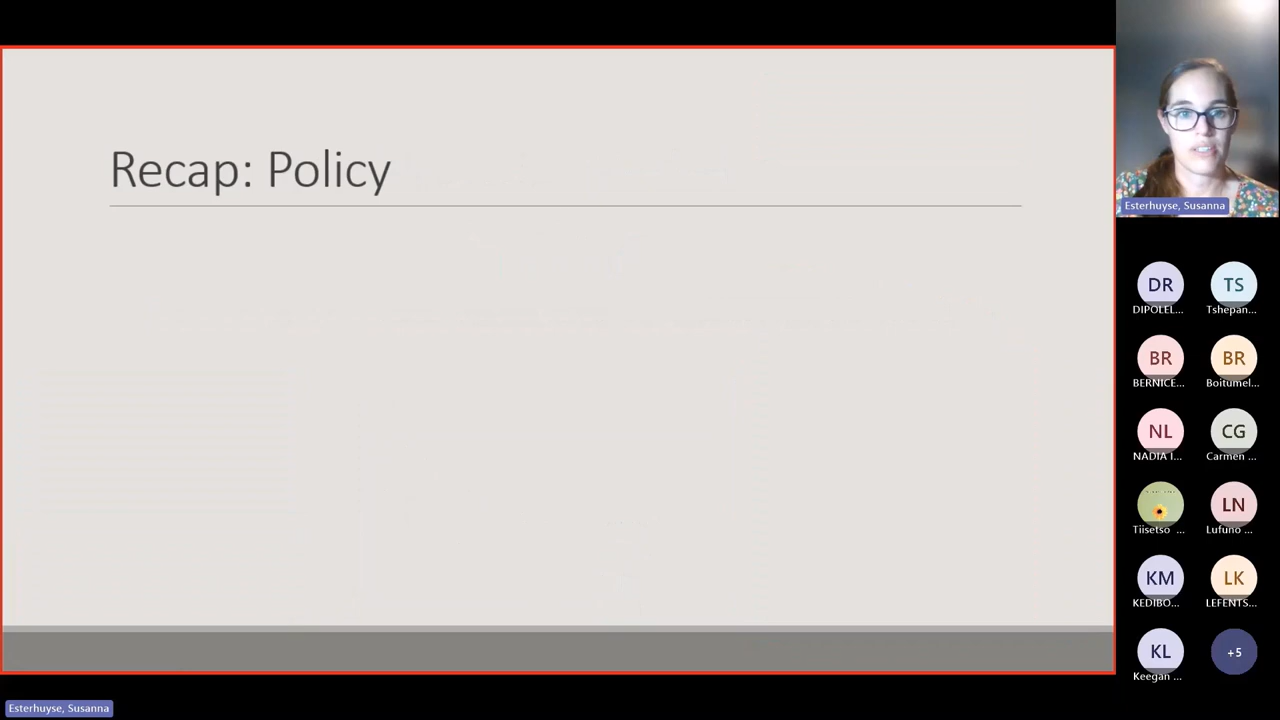 Recap: Policy
Esterhuyse, Susanna
DR
DIPOLEL...
TS
Tshepan...
BR
BERNICE...
BR
Boitumel...
NL
NADIA I...
CG
Carmen ...
Tiisetso ...
LN
Lufuno ...
KM
KEDIBO...
LK
LEFENTS...
KL
Keegan ...
+5
Esterhuyse, Susanna